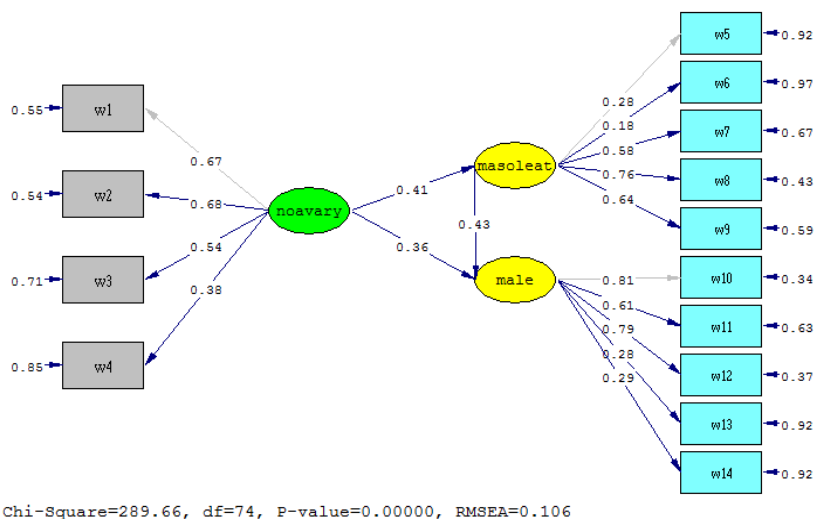 w5
0.92
w6
0.97
0.55
w1
0.28
0.18
w7
0.67
0.67
masoleat
0.58
0.76
w8
0.43
0.54
w2
0.68
noavary
0.41
0.64
w9
0.59
0.54
0.36
0.43
0.71
w3
0.38
male
0.81
w10
0.34
0.61
w11
0.63
0.79
0.28
0.85
w4
0.29
w12
0.37
w13
0.92
w14
0.92
Chi-Square=289.66, df=74, P-value=0.00000, RMSEA=0.106